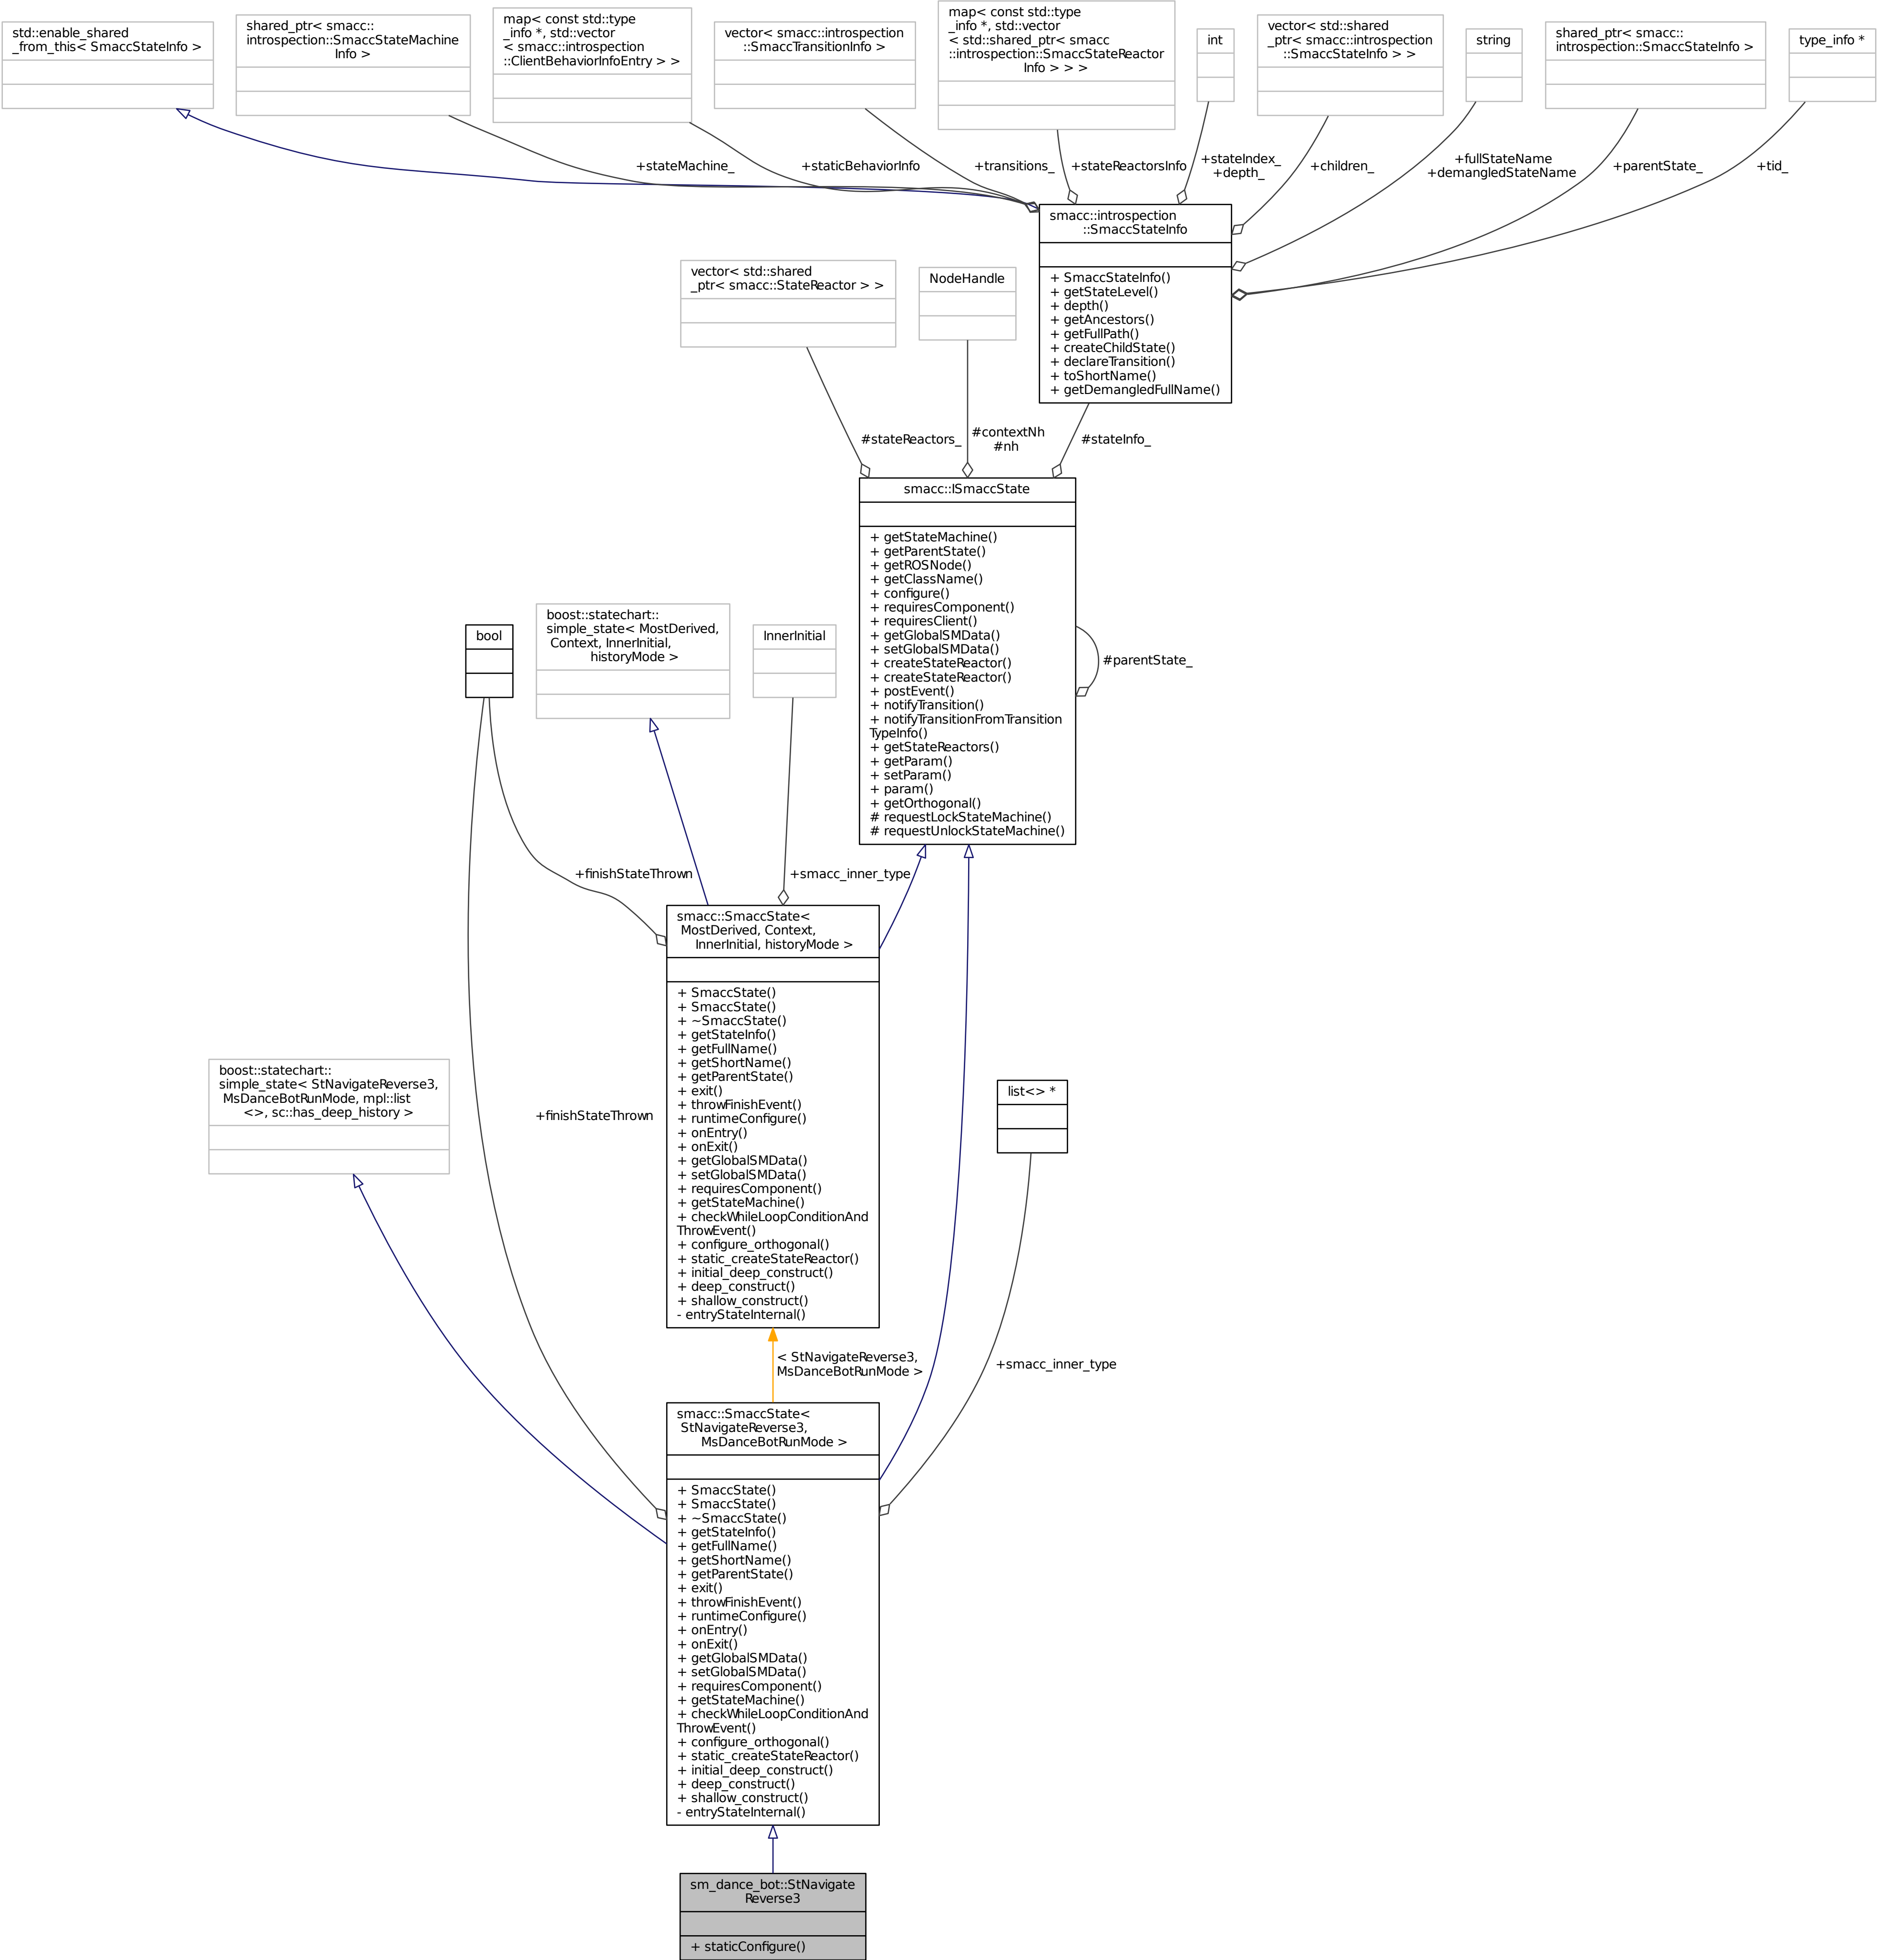 std::enable_shared
_from_this< SmaccStateInfo >
shared_ptr< smacc::
introspection::SmaccStateMachine
Info >
map< const std::type
_info *, std::vector
< smacc::introspection
::ClientBehaviorInfoEntry > >
vector< smacc::introspection
::SmaccTransitionInfo >
map< const std::type
_info *, std::vector
< std::shared_ptr< smacc
::introspection::SmaccStateReactor
Info > > >
int
vector< std::shared
_ptr< smacc::introspection
::SmaccStateInfo > >
string
shared_ptr< smacc::
introspection::SmaccStateInfo >
type_info *
+stateMachine_
+staticBehaviorInfo
+transitions_
+stateReactorsInfo
+stateIndex_
+depth_
+children_
+fullStateName
+demangledStateName
+parentState_
+tid_
smacc::introspection
::SmaccStateInfo
+ SmaccStateInfo()
+ getStateLevel()
+ depth()
+ getAncestors()
+ getFullPath()
+ createChildState()
+ declareTransition()
+ toShortName()
+ getDemangledFullName()
vector< std::shared
_ptr< smacc::StateReactor > >
NodeHandle
#stateReactors_
#contextNh
#nh
#stateInfo_
smacc::ISmaccState
+ getStateMachine()
+ getParentState()
+ getROSNode()
+ getClassName()
+ configure()
+ requiresComponent()
+ requiresClient()
+ getGlobalSMData()
+ setGlobalSMData()
+ createStateReactor()
+ createStateReactor()
+ postEvent()
+ notifyTransition()
+ notifyTransitionFromTransition
TypeInfo()
+ getStateReactors()
+ getParam()
+ setParam()
+ param()
+ getOrthogonal()
# requestLockStateMachine()
# requestUnlockStateMachine()
#parentState_
bool
boost::statechart::
simple_state< MostDerived,
Context, InnerInitial,
historyMode >
InnerInitial
+finishStateThrown
+smacc_inner_type
smacc::SmaccState<
MostDerived, Context,
InnerInitial, historyMode >
+ SmaccState()
+ SmaccState()
+ ~SmaccState()
+ getStateInfo()
+ getFullName()
+ getShortName()
+ getParentState()
+ exit()
+ throwFinishEvent()
+ runtimeConfigure()
+ onEntry()
+ onExit()
+ getGlobalSMData()
+ setGlobalSMData()
+ requiresComponent()
+ getStateMachine()
+ checkWhileLoopConditionAnd
ThrowEvent()
+ configure_orthogonal()
+ static_createStateReactor()
+ initial_deep_construct()
+ deep_construct()
+ shallow_construct()
- entryStateInternal()
boost::statechart::
simple_state< StNavigateReverse3,
MsDanceBotRunMode, mpl::list
<>, sc::has_deep_history >
+finishStateThrown
list<> *
< StNavigateReverse3,
MsDanceBotRunMode >
+smacc_inner_type
smacc::SmaccState<
StNavigateReverse3,
MsDanceBotRunMode >
+ SmaccState()
+ SmaccState()
+ ~SmaccState()
+ getStateInfo()
+ getFullName()
+ getShortName()
+ getParentState()
+ exit()
+ throwFinishEvent()
+ runtimeConfigure()
+ onEntry()
+ onExit()
+ getGlobalSMData()
+ setGlobalSMData()
+ requiresComponent()
+ getStateMachine()
+ checkWhileLoopConditionAnd
ThrowEvent()
+ configure_orthogonal()
+ static_createStateReactor()
+ initial_deep_construct()
+ deep_construct()
+ shallow_construct()
- entryStateInternal()
sm_dance_bot::StNavigate
Reverse3
+ staticConfigure()